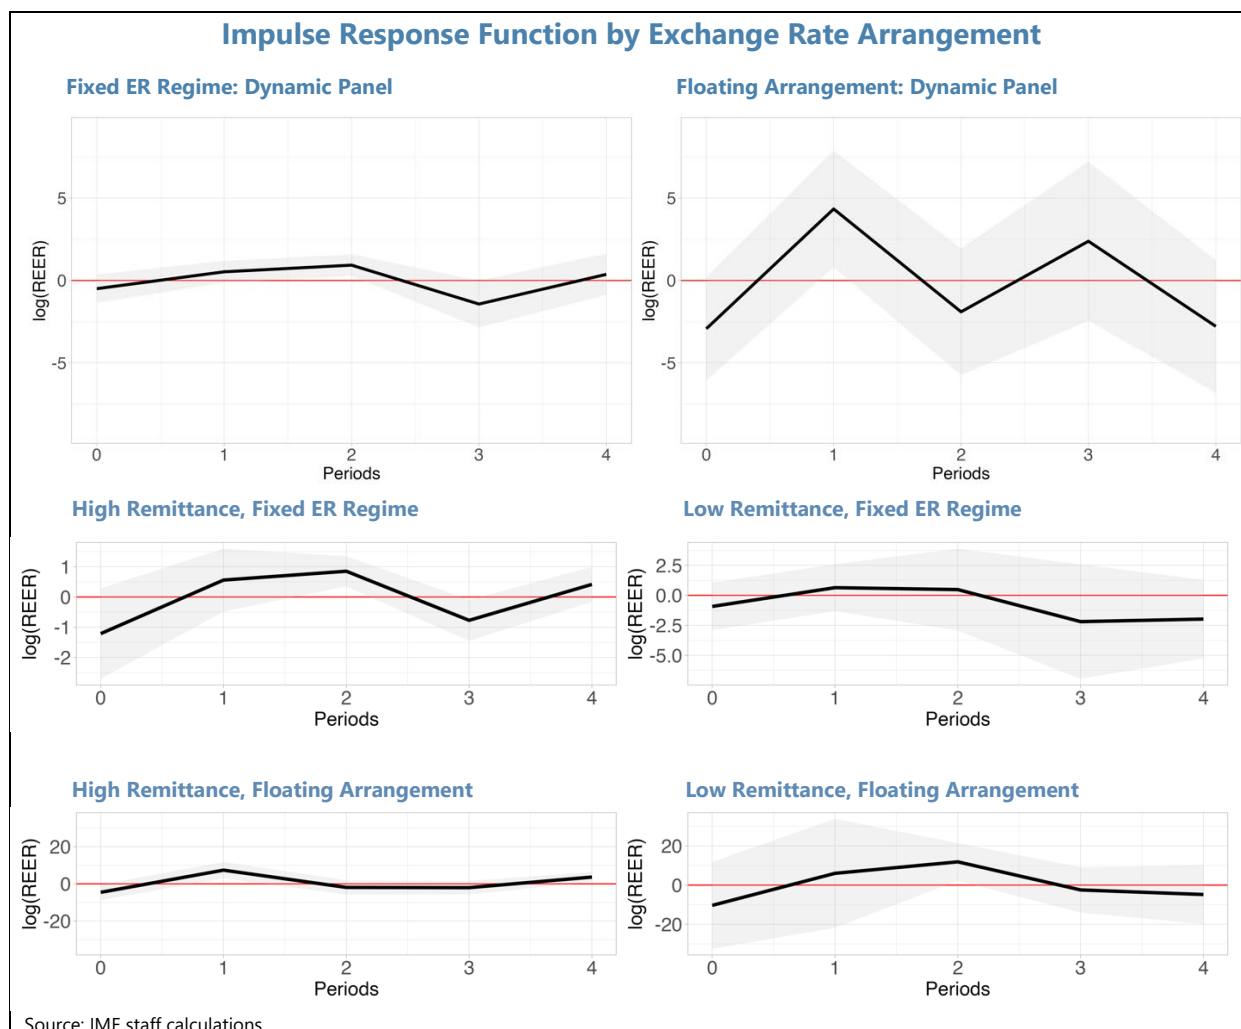 Impulse Response Function by Exchange Rate Arrangement
Fixed ER Regime: Dynamic Panel
Floating Arrangement: Dynamic Panel
log(REER)
5
0
-5
0 1 2 3 4
Periods
log(REER)
5
0
-5
0 1 2 3 4
Periods
High Remittance, Fixed ER Regime
Low Remittance, Fixed ER Regime
log(REER)
1
0
-1
-2
0 1 2 3 4
Periods
log(REER)
2.5
0.0
-2.5
-5.0
0 1 2 3 4
Periods
High Remittance, Floating Arrangement
Low Remittance, Floating Arrangement
log(REER)
20
0
-20
0 1 2 3 4
Periods
log(REER)
20
0
-20
0 1 2 3 4
Periods
Source: IMF staff calculations